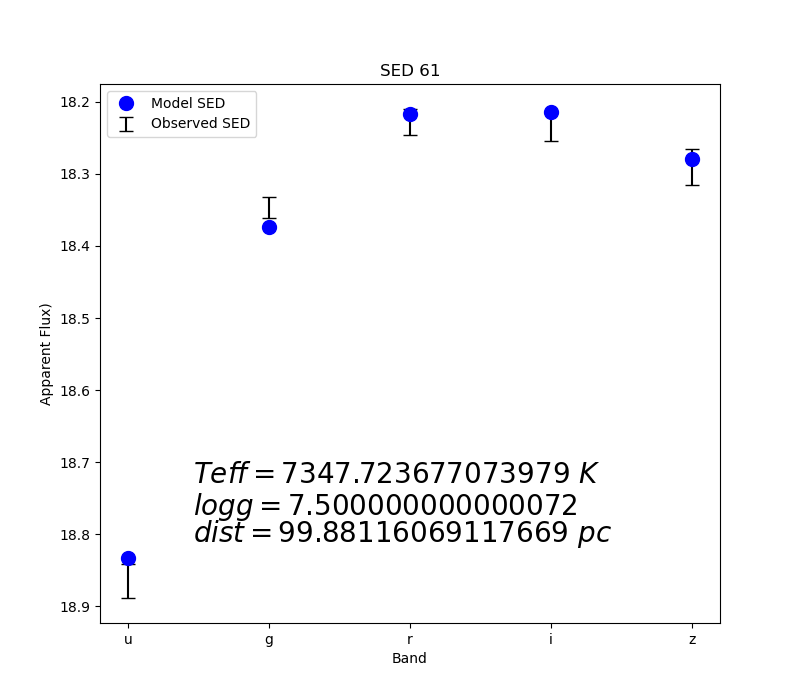 SED 61
Model SED
Observed SED
18.2
18.3
18.4
18.5
18.6
18.7
18.8
18.9
Apparent Flux)
Teff = 7347.723677073979 K
logg = 7.500000000000072
dist = 99.88116069117669 pc
u g r i z
Band